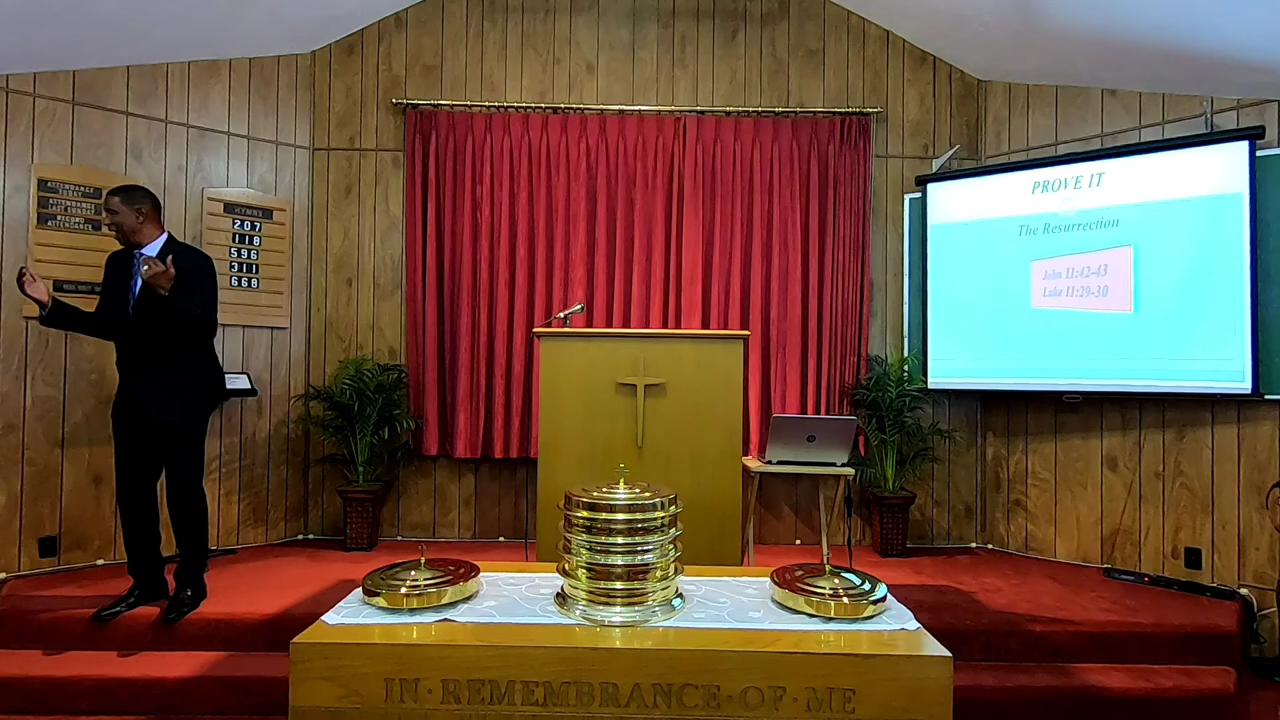 ATTENDANCE
TODAY
ATTENDANCE
LAST SUNDAY
RECORD
ATTENDANCE
HYMNS
207
118
596
311
668
PROVE IT
The Resurrection
John 11:42-43
Luke 11:29-30
IN·REMEMBRANCE·OF·ME